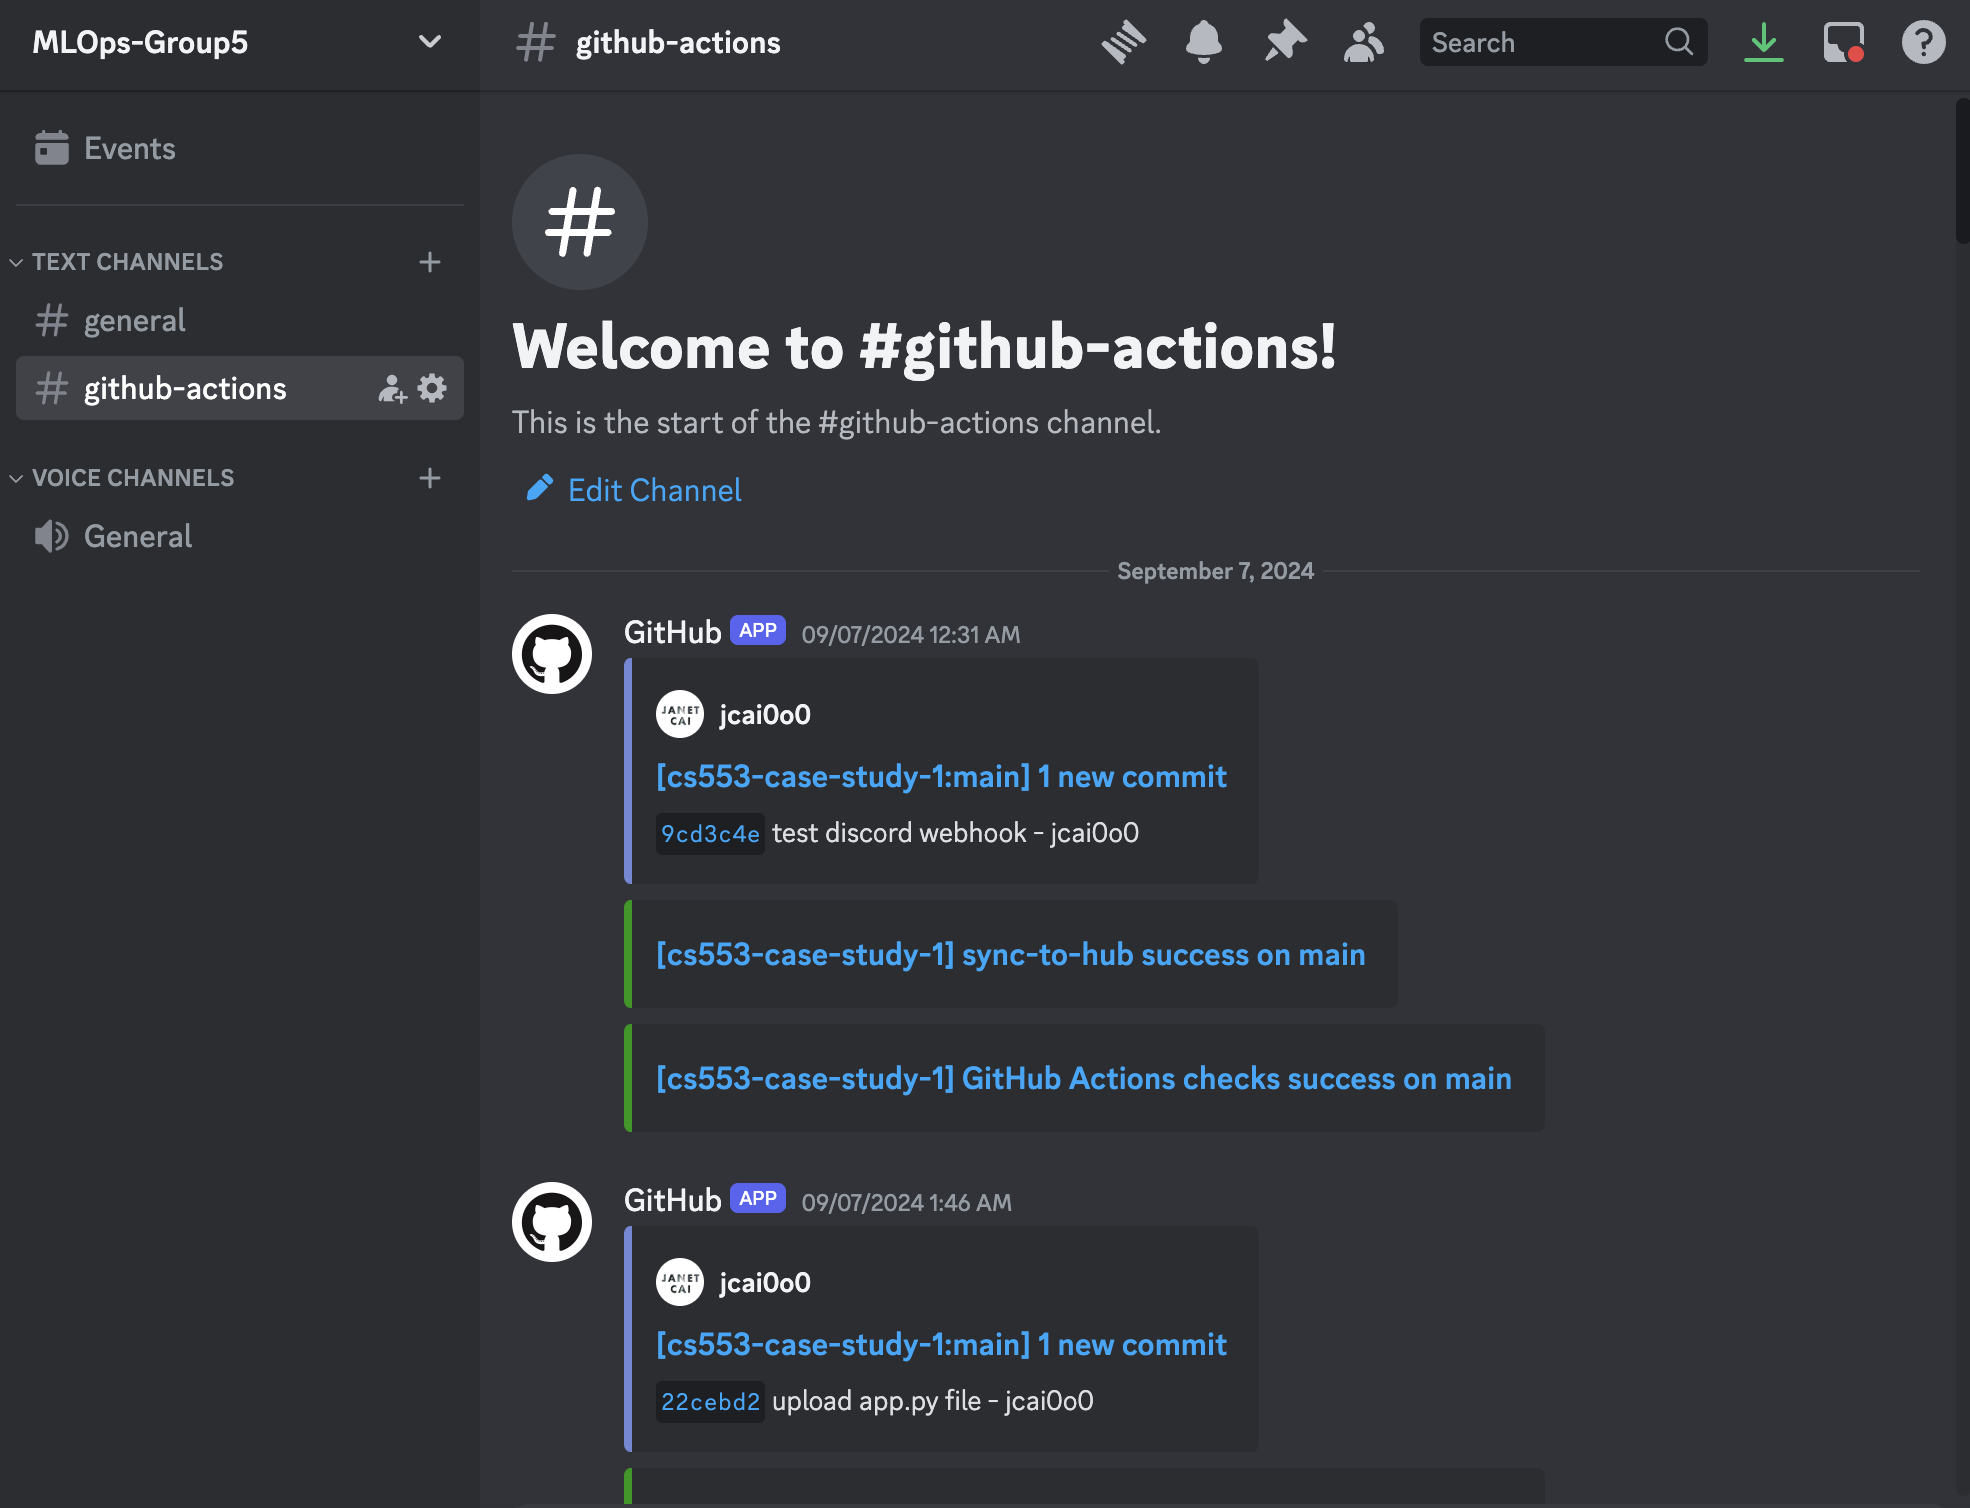 MLOps-Group5
Events
TEXT CHANNELS
general
github-actions
VOICE CHANNELS
General
github-actions
Search
Welcome to #github-actions!
This is the start of the #github-actions channel.
Edit Channel
September 7, 2024
GitHub APP 09/07/2024 12:31 AM
JANET
CAI
jcai0o0
[cs553-case-study-1:main] 1 new commit
9cd3c4e test discord webhook - jcai0o0
[cs553-case-study-1] sync-to-hub success on main
[cs553-case-study-1] GitHub Actions checks success on main
GitHub APP 09/07/2024 1:46 AM
JANET
CAI
jcai0o0
[cs553-case-study-1:main] 1 new commit
22cebd2 upload app.py file - jcai0o0